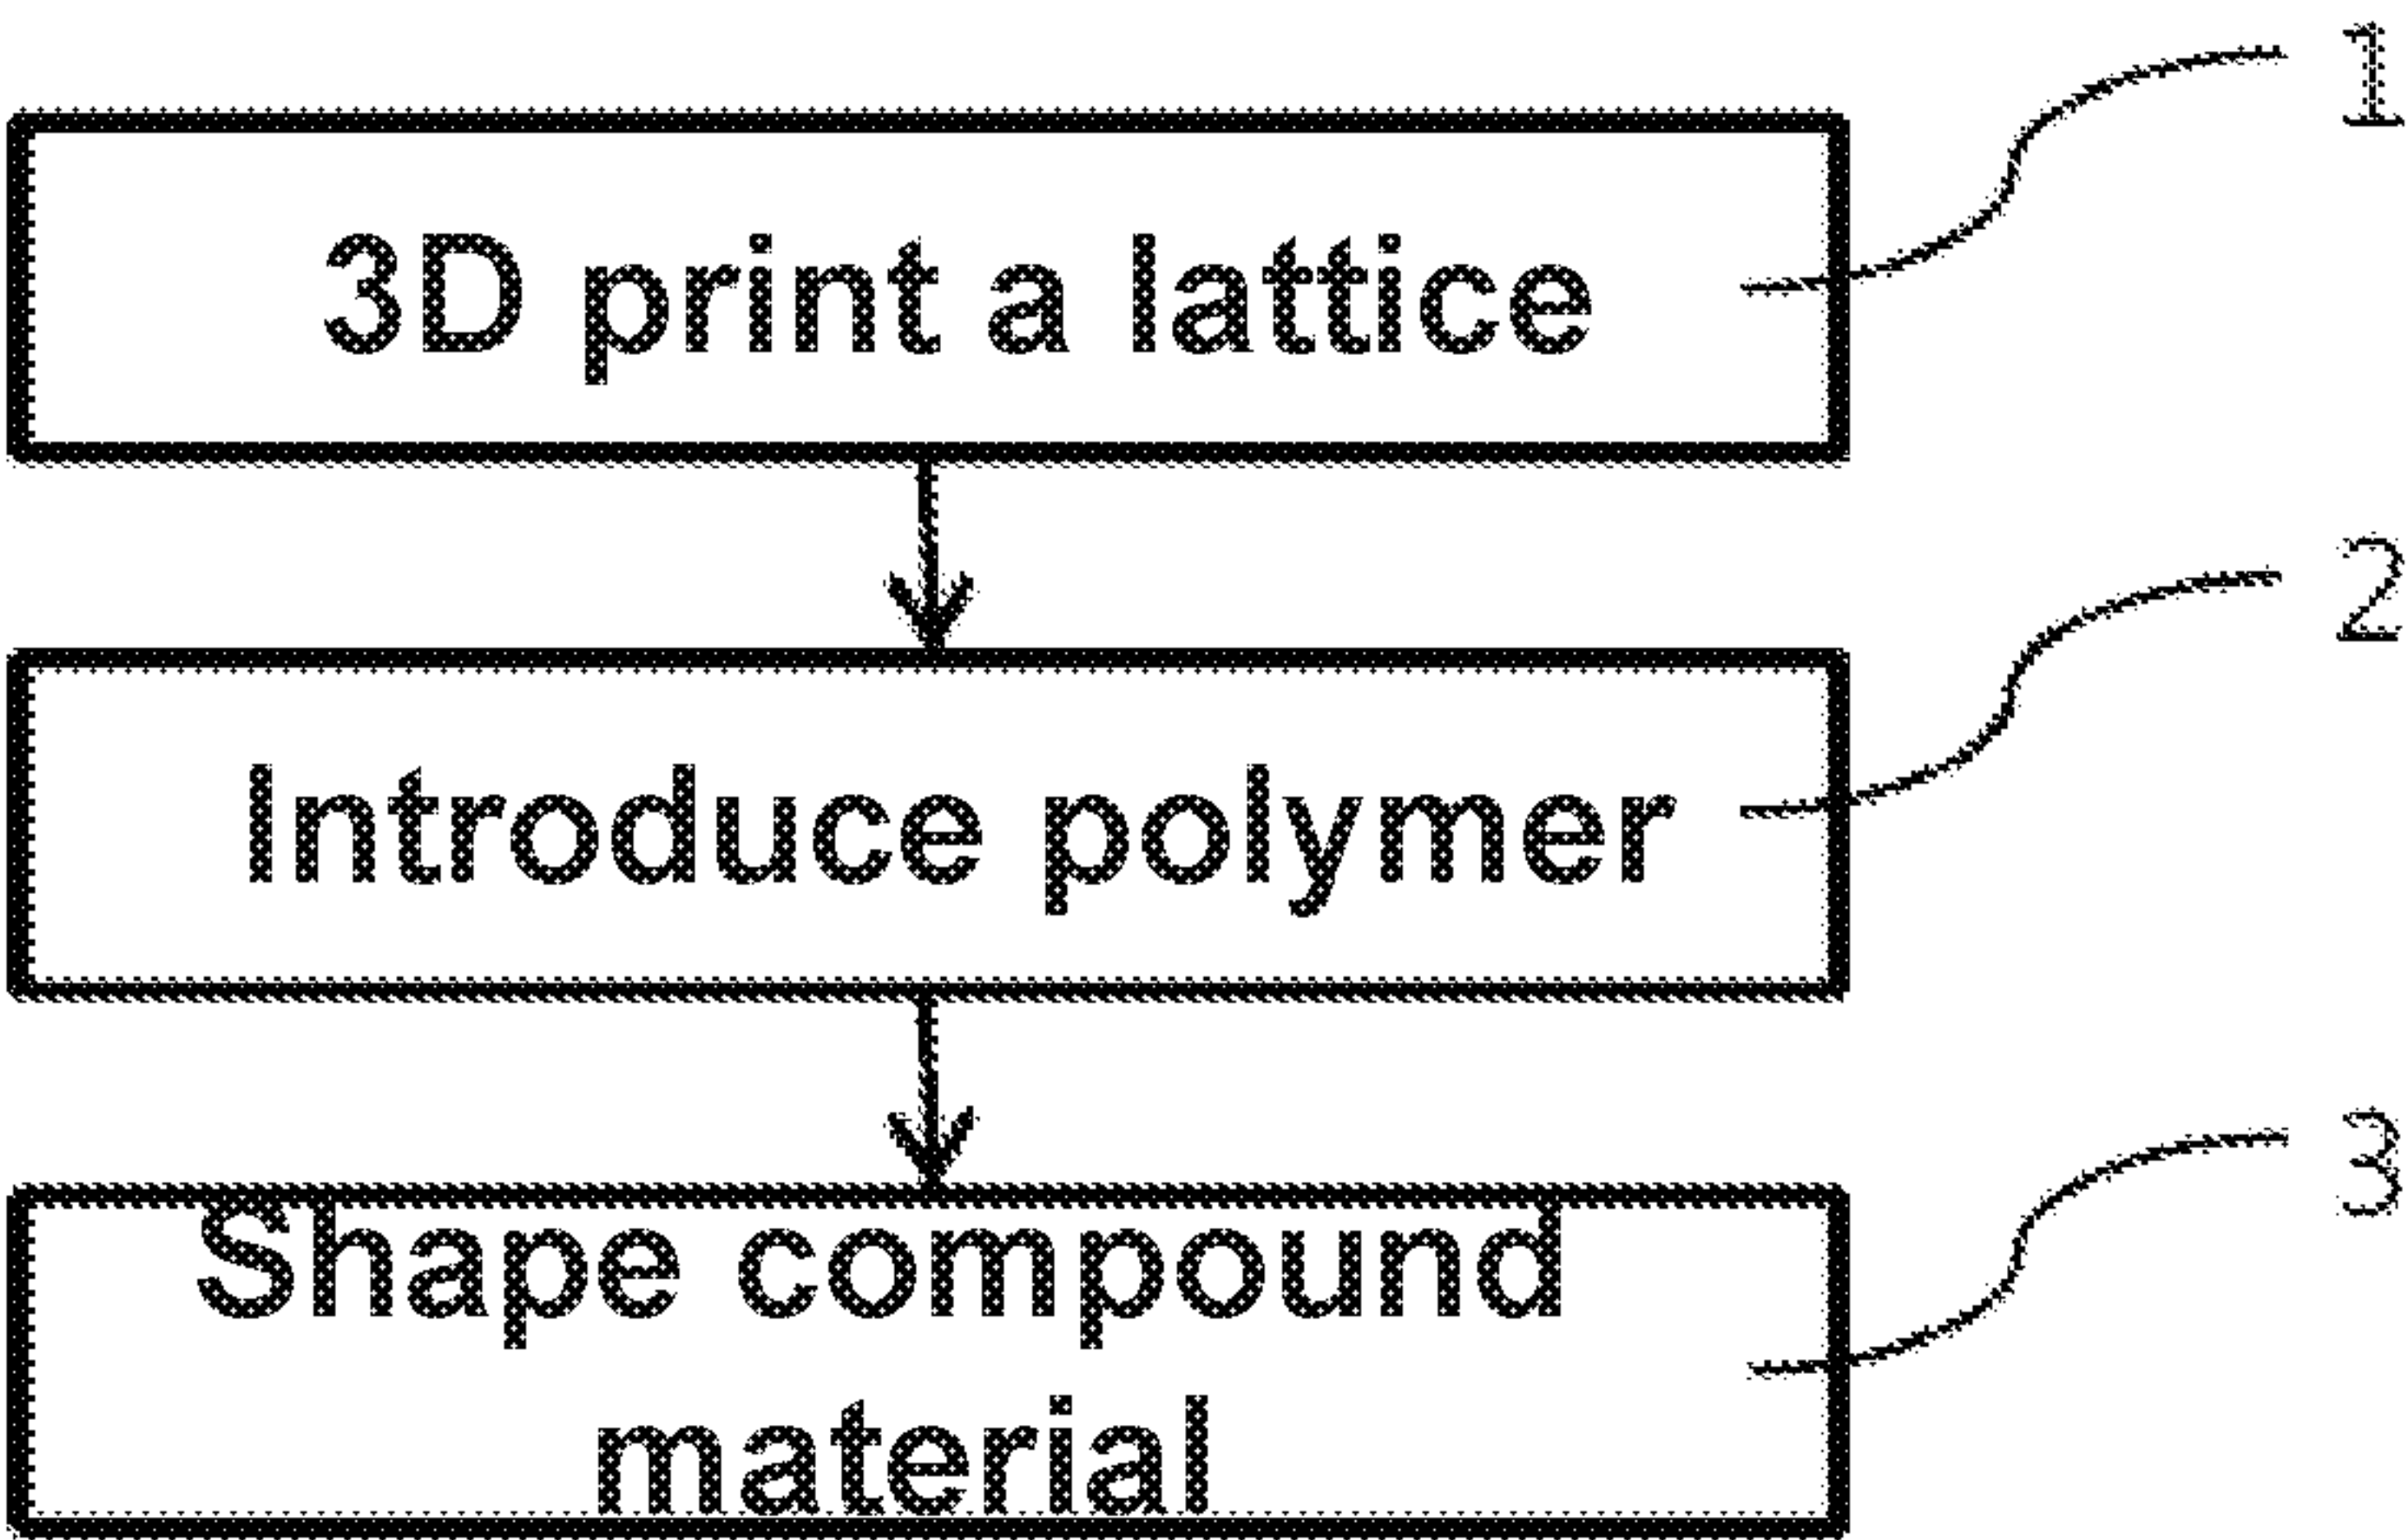 1
3D print a lattice
2
Introduce polymer
3
Shape compound
material